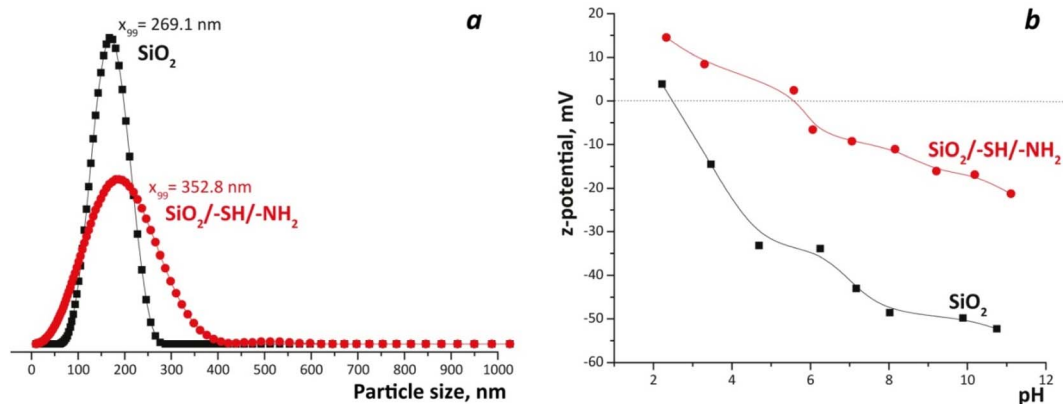 a
x99= 269.1 nm
SiO2
x99= 352.8 nm
SiO2/-SH/-NH2
0 100 200 300 400 500 600 700 800 900 1000
Particle size, nm
b
z-potential, mV
20
10
0
-10
-20
-30
-40
-50
-60
SiO2/-SH/-NH2
SiO2
2 4 6 8 10 12
pH